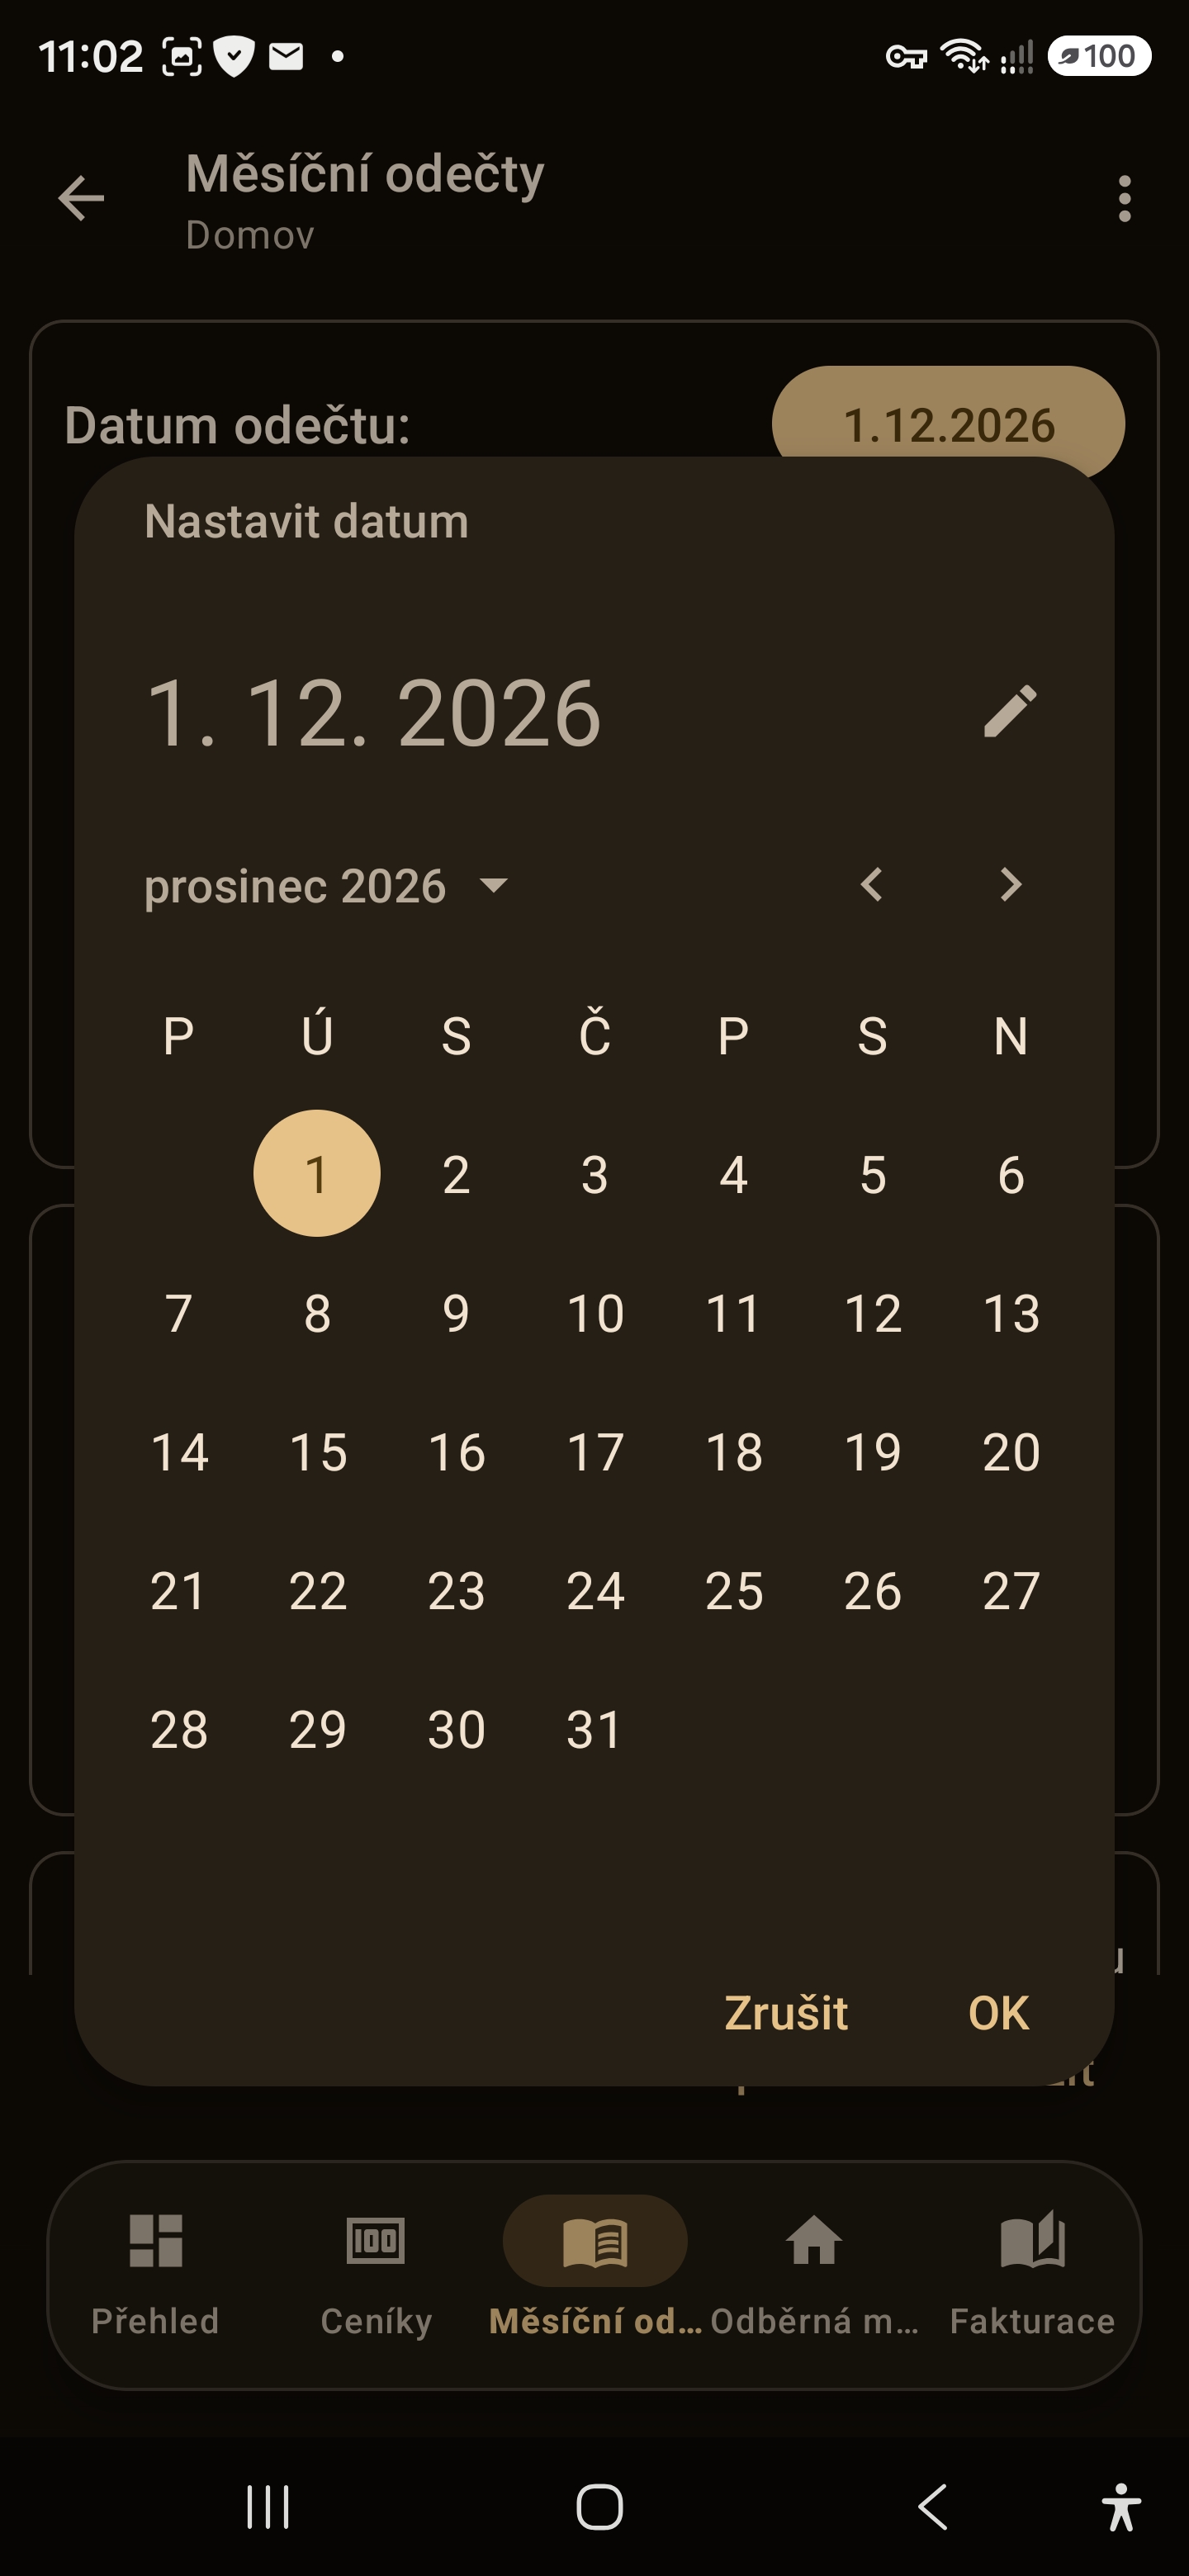 11:02
100
Měsíční odečty
Domov
Datum odečtu:
1.12.2026
Nastavit datum
1. 12. 2026
prosinec 2026
P Ú S Č P S N
1 2 3 4 5 6
7 8 9 10 11 12 13
14 15 16 17 18 19 20
21 22 23 24 25 26 27
28 29 30 31
Zrušit OK
Přehled Ceníky Měsíční od… Odběrná m… Fakturace